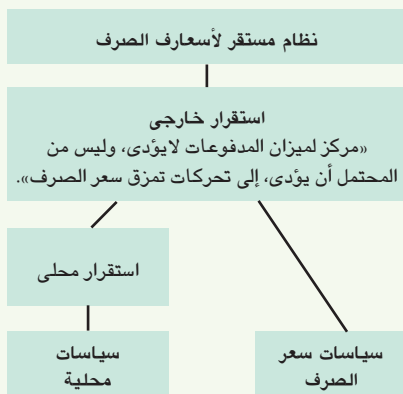 نظام مستقر لأسعارف الصرف
استقرار خارجى
«مركز لميزان المدفوعات لايؤدى، وليس من
المحتمل أن يؤدى، إلى تحركات تمزق سعر الصرف».
استقرار محلى
سياسات سعر
الصرف
سياسات
محلية